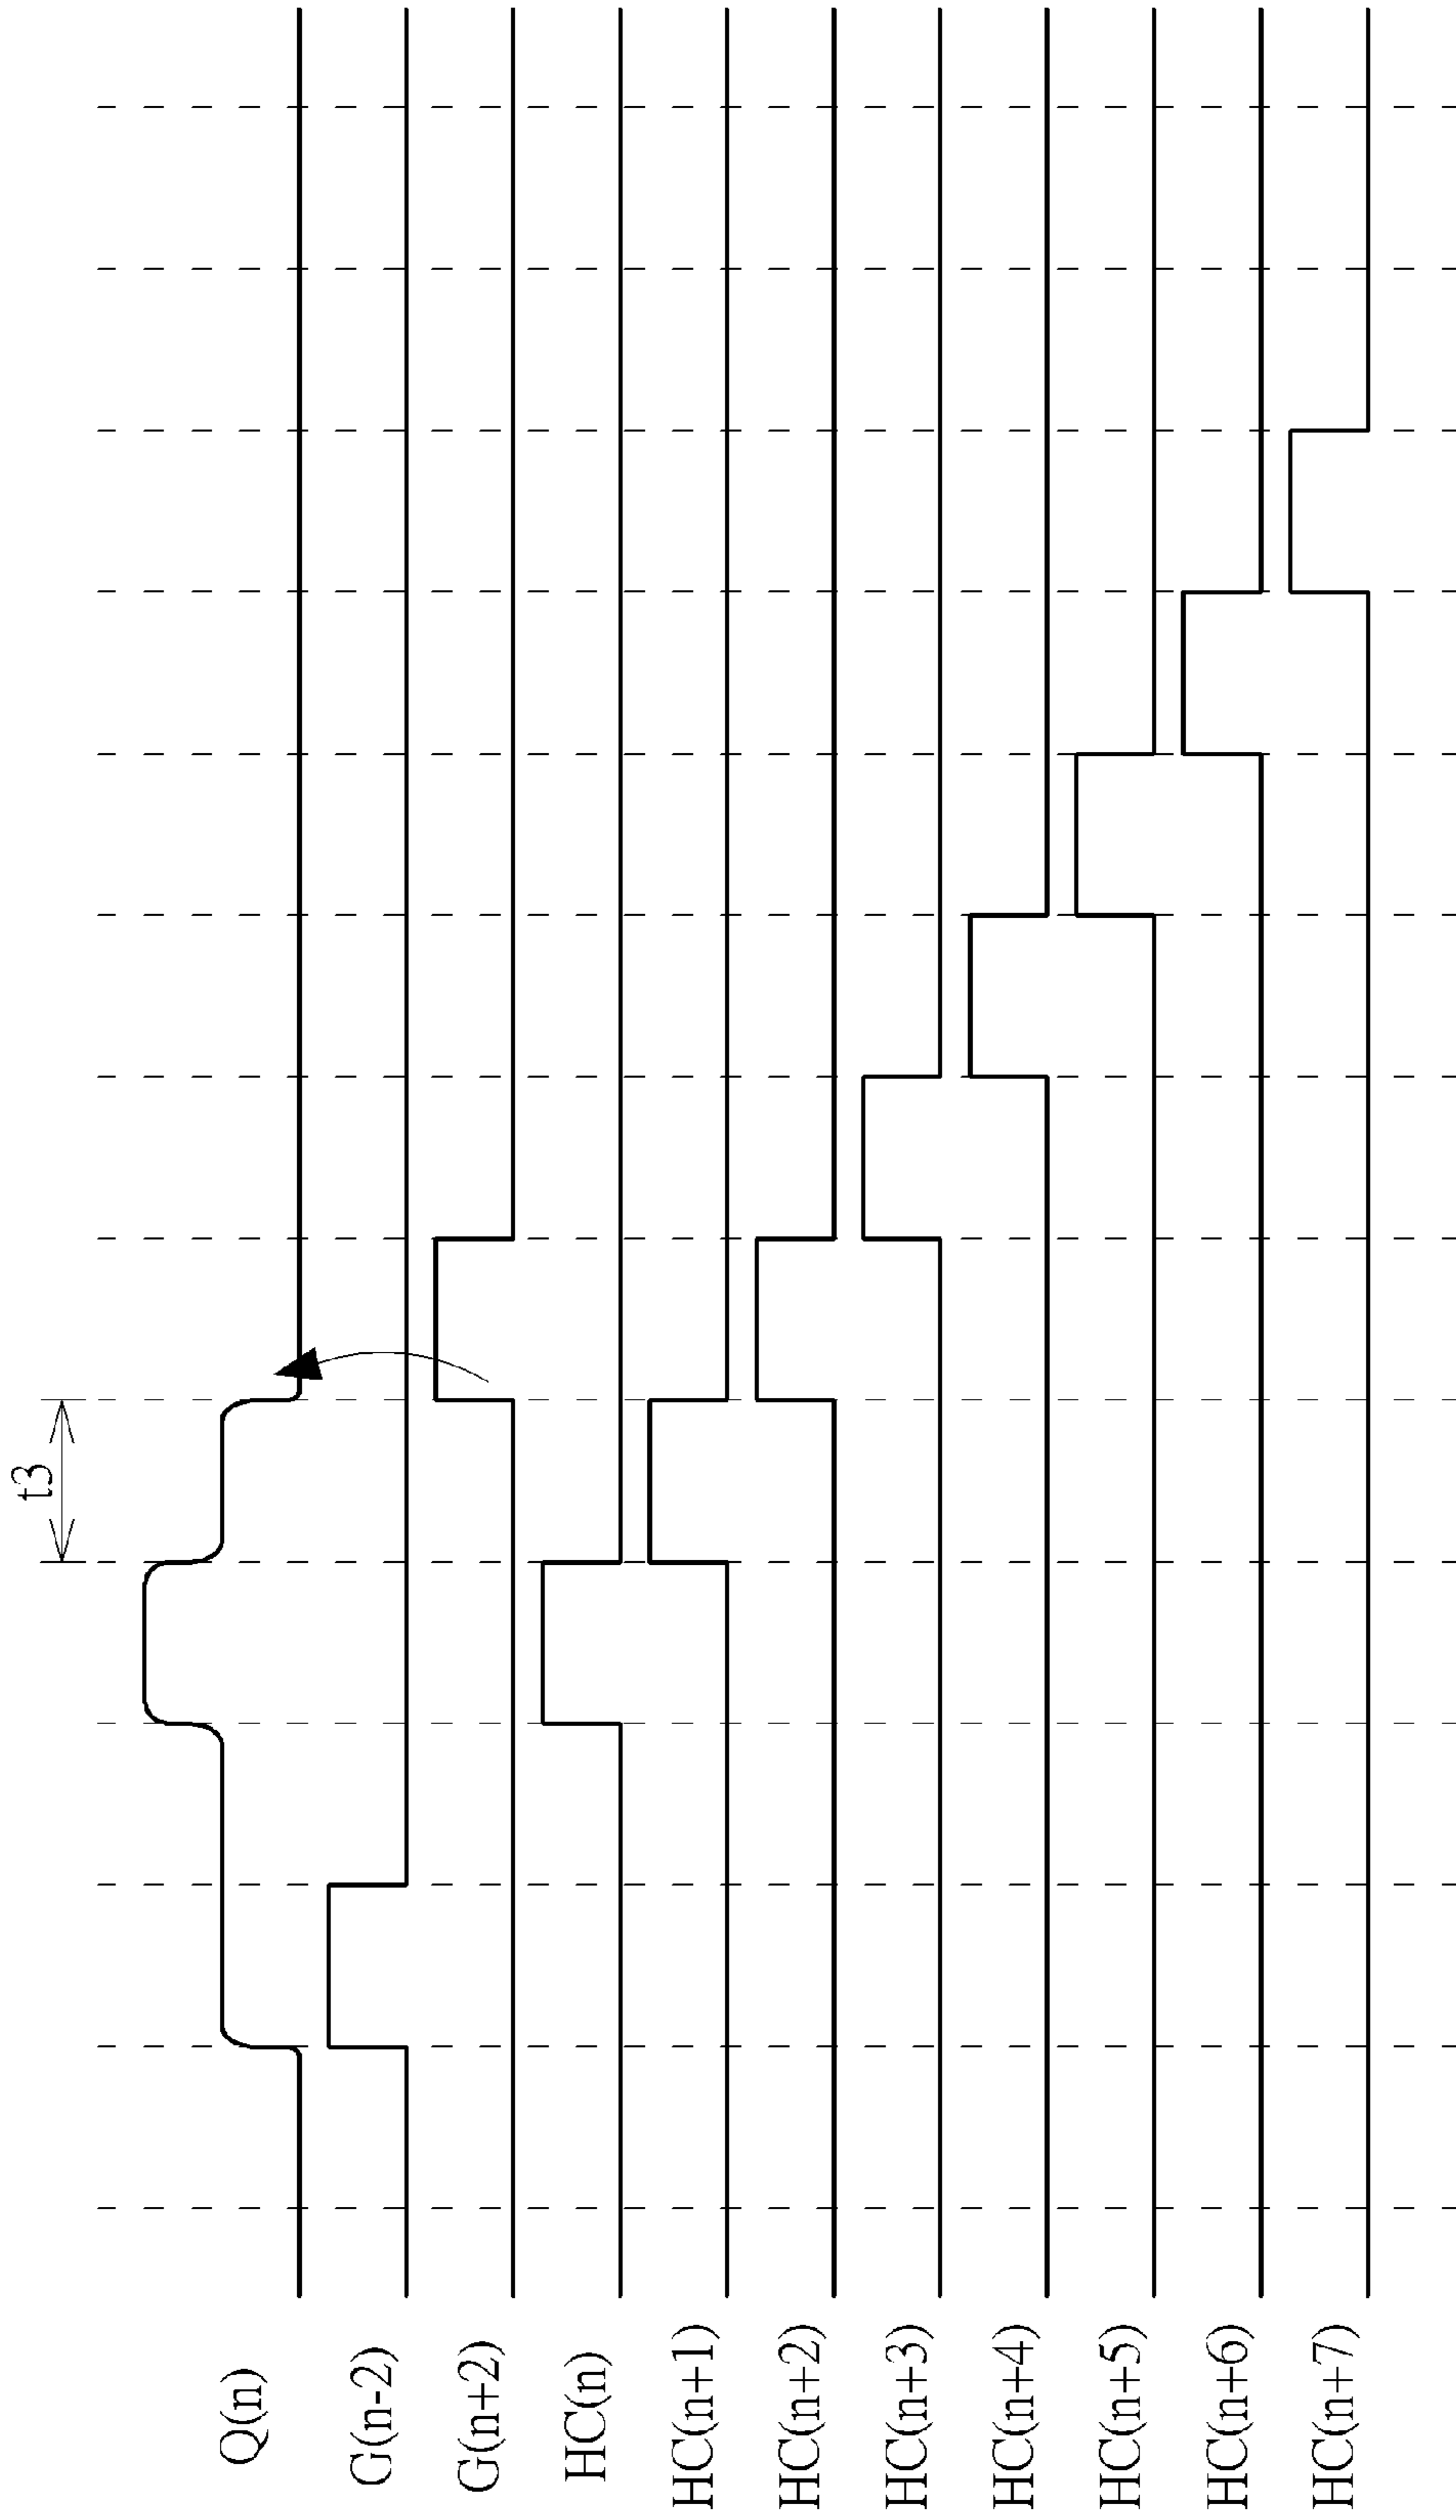 t3
Q(n)
G(n-2)
G(n+2)
HC(n)
HC(n+1)
HC(n+2)
HC(n+3)
HC(n+4)
HC(n+5)
HC(n+6)
HC(n+7)